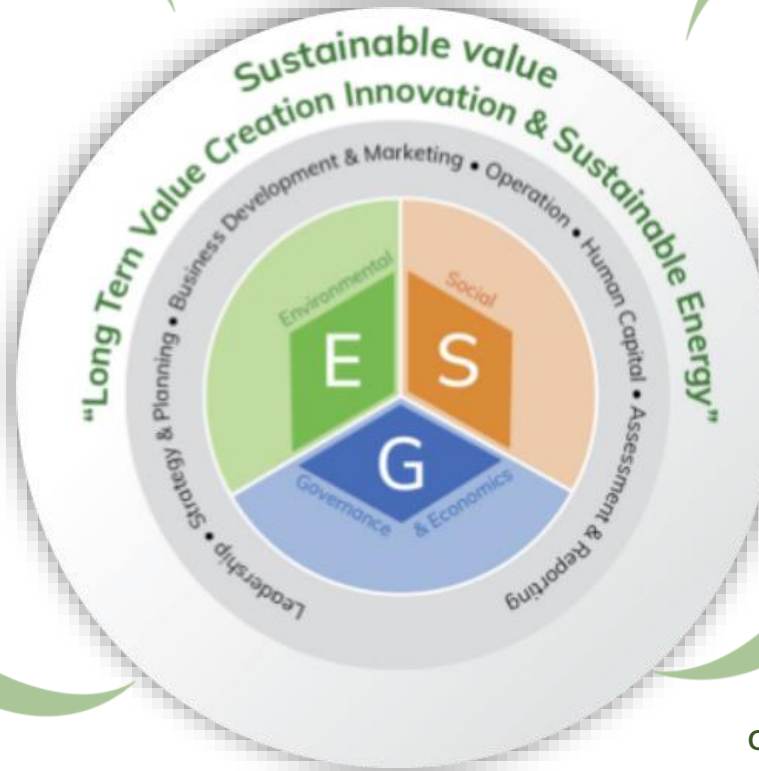 Sustainable value
“Long Tern Value Creation Innovation & Sustainable Energy”
Leadership • Strategy & Planning • Business Development & Marketing • Operation • Human Capital • Assessment & Reporting
Environmental
Social
E
S
G
Governance & Economics